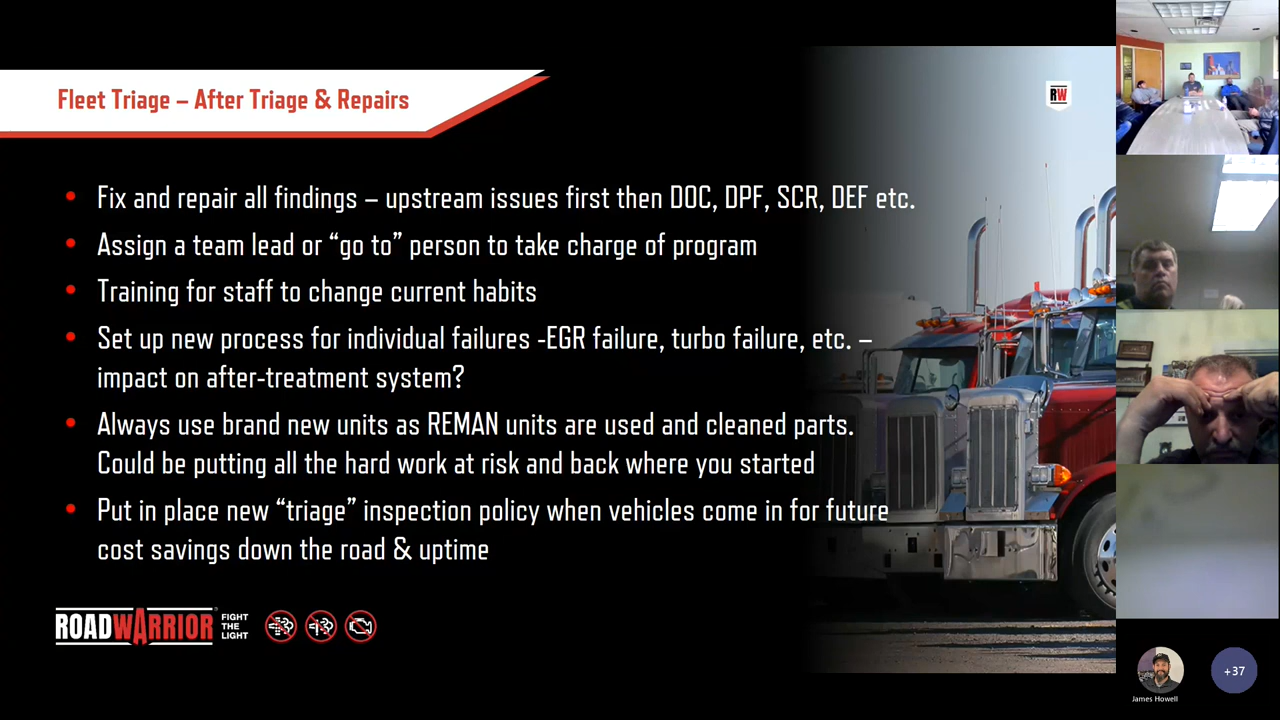 Fleet Triage – After Triage & Repairs
RW
• Fix and repair all findings – upstream issues first then DOC, DPF, SCR, DEF etc.
• Assign a team lead or “go to” person to take charge of program
• Training for staff to change current habits
• Set up new process for individual failures -EGR failure, turbo failure, etc. –
impact on after-treatment system?
• Always use brand new units as REMAN units are used and cleaned parts.
Could be putting all the hard work at risk and back where you started
• Put in place new “triage” inspection policy when vehicles come in for future
cost savings down the road & uptime
ROADWARRIOR
FIGHT
THE
LIGHT
James Howell
+37